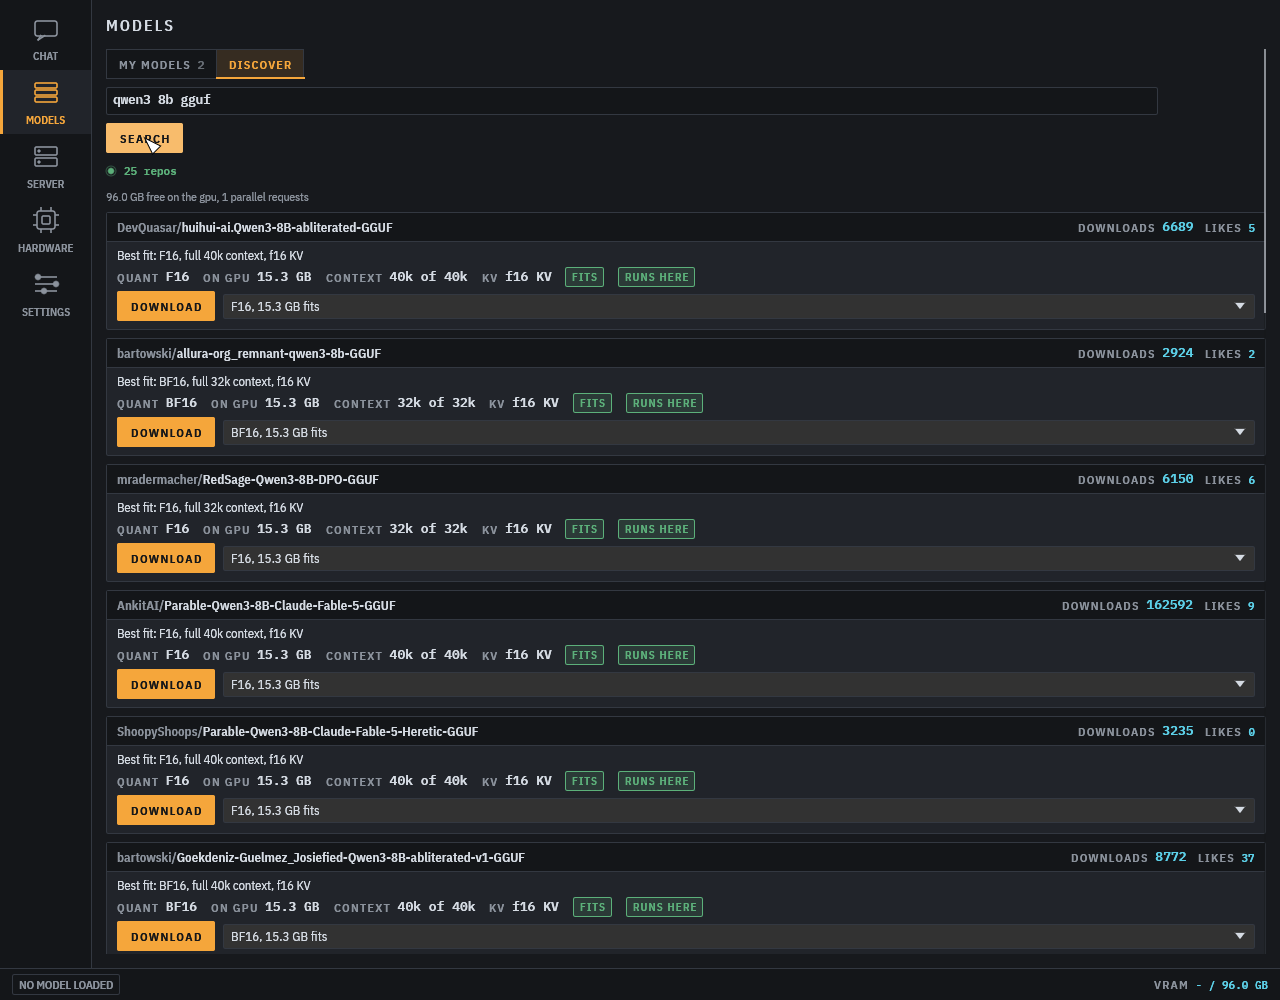 MODELS
CHAT
MODELS
SERVER
HARDWARE
SETTINGS
MY MODELS 2
DISCOVER
qwen3 8b gguf
SEARCH
25 repos
96.0 GB free on the gpu, 1 parallel requests
DevQuasar/huihui-ai.Qwen3-8B-abliterated-GGUF DOWNLOADS 6689 LIKES 5
Best fit: F16, full 40k context, f16 KV
QUANT F16 ON GPU 15.3 GB CONTEXT 40k of 40k KV f16 KV FITS RUNS HERE
DOWNLOAD F16, 15.3 GB fits
bartowski/allura-org_remnant-qwen3-8b-GGUF DOWNLOADS 2924 LIKES 2
Best fit: BF16, full 32k context, f16 KV
QUANT BF16 ON GPU 15.3 GB CONTEXT 32k of 32k KV f16 KV FITS RUNS HERE
DOWNLOAD BF16, 15.3 GB fits
mradermacher/RedSage-Qwen3-8B-DPO-GGUF DOWNLOADS 6150 LIKES 6
Best fit: F16, full 32k context, f16 KV
QUANT F16 ON GPU 15.3 GB CONTEXT 32k of 32k KV f16 KV FITS RUNS HERE
DOWNLOAD F16, 15.3 GB fits
AnkitAI/Parable-Qwen3-8B-Claude-Fable-5-GGUF DOWNLOADS 162592 LIKES 9
Best fit: F16, full 40k context, f16 KV
QUANT F16 ON GPU 15.3 GB CONTEXT 40k of 40k KV f16 KV FITS RUNS HERE
DOWNLOAD F16, 15.3 GB fits
ShoopyShoops/Parable-Qwen3-8B-Claude-Fable-5-Heretic-GGUF DOWNLOADS 3235 LIKES 0
Best fit: F16, full 40k context, f16 KV
QUANT F16 ON GPU 15.3 GB CONTEXT 40k of 40k KV f16 KV FITS RUNS HERE
DOWNLOAD F16, 15.3 GB fits
bartowski/Goekdeniz-Guelmez_Josiefied-Qwen3-8B-abliterated-v1-GGUF DOWNLOADS 8772 LIKES 37
Best fit: BF16, full 40k context, f16 KV
QUANT BF16 ON GPU 15.3 GB CONTEXT 40k of 40k KV f16 KV FITS RUNS HERE
DOWNLOAD BF16, 15.3 GB fits
NO MODEL LOADED
VRAM - / 96.0 GB